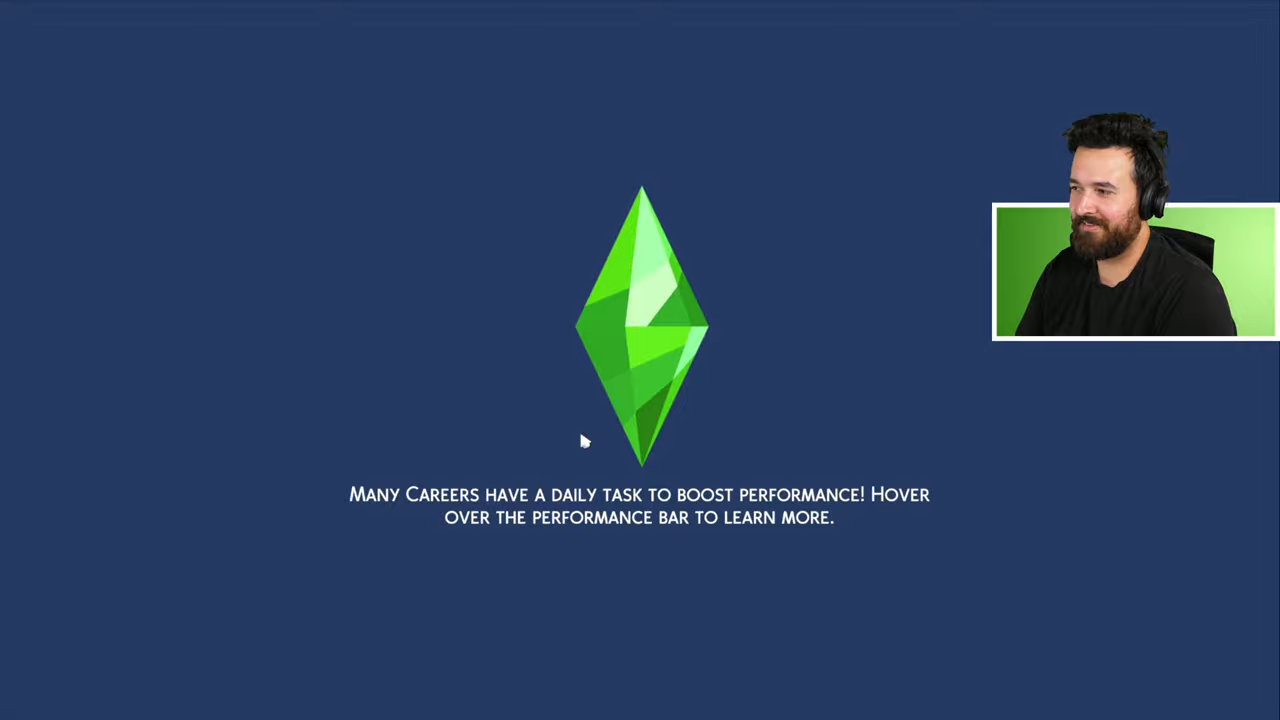 Many Careers have a daily task to boost performance! Hover
over the performance bar to learn more.